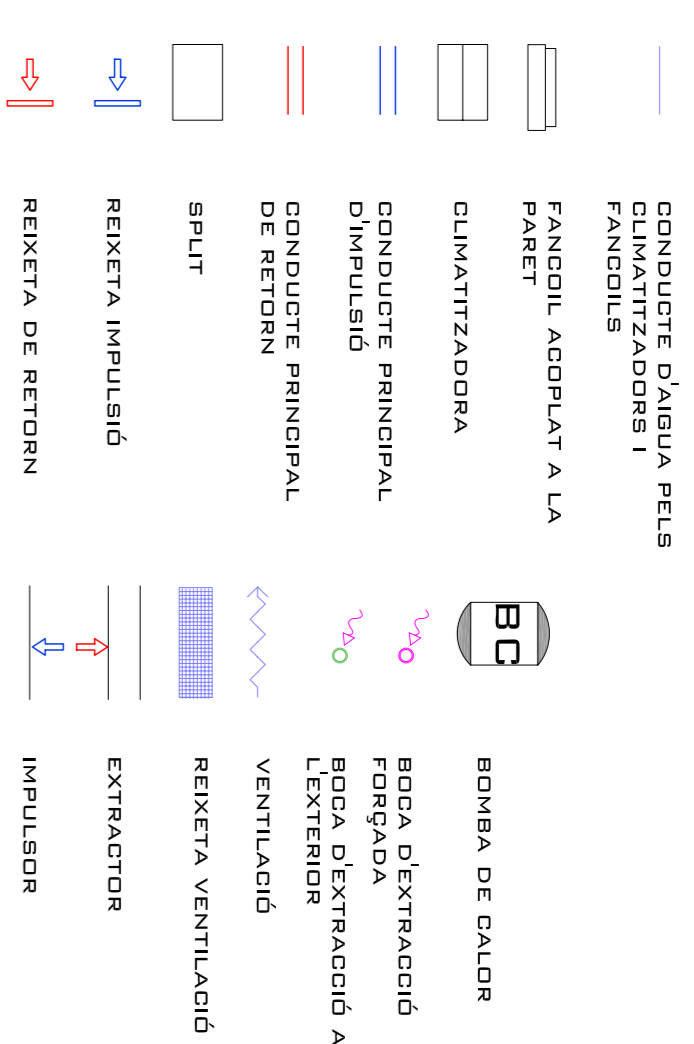 CONDUCTE D'AIGUA PELS
CLIMATITZADORS I
FANCOILS
FANCOIL ACOPLAT A LA
PARET
CLIMATITZADORA
CONDUCTE PRINCIPAL
D'IMPULSIÓ
CONDUCTE PRINCIPAL
DE RETORN
SPLIT
REIXETA IMPULSIÓ
REIXETA DE RETORN
BC
BOMBA DE CALOR
BOCA D'EXTRACCIÓ
FORÇADA
BOCA D'EXTRACCIÓ A
L'EXTERIOR
VENTILACIÓ
REIXETA VENTILACIÓ
EXTRACTOR
IMPULSOR